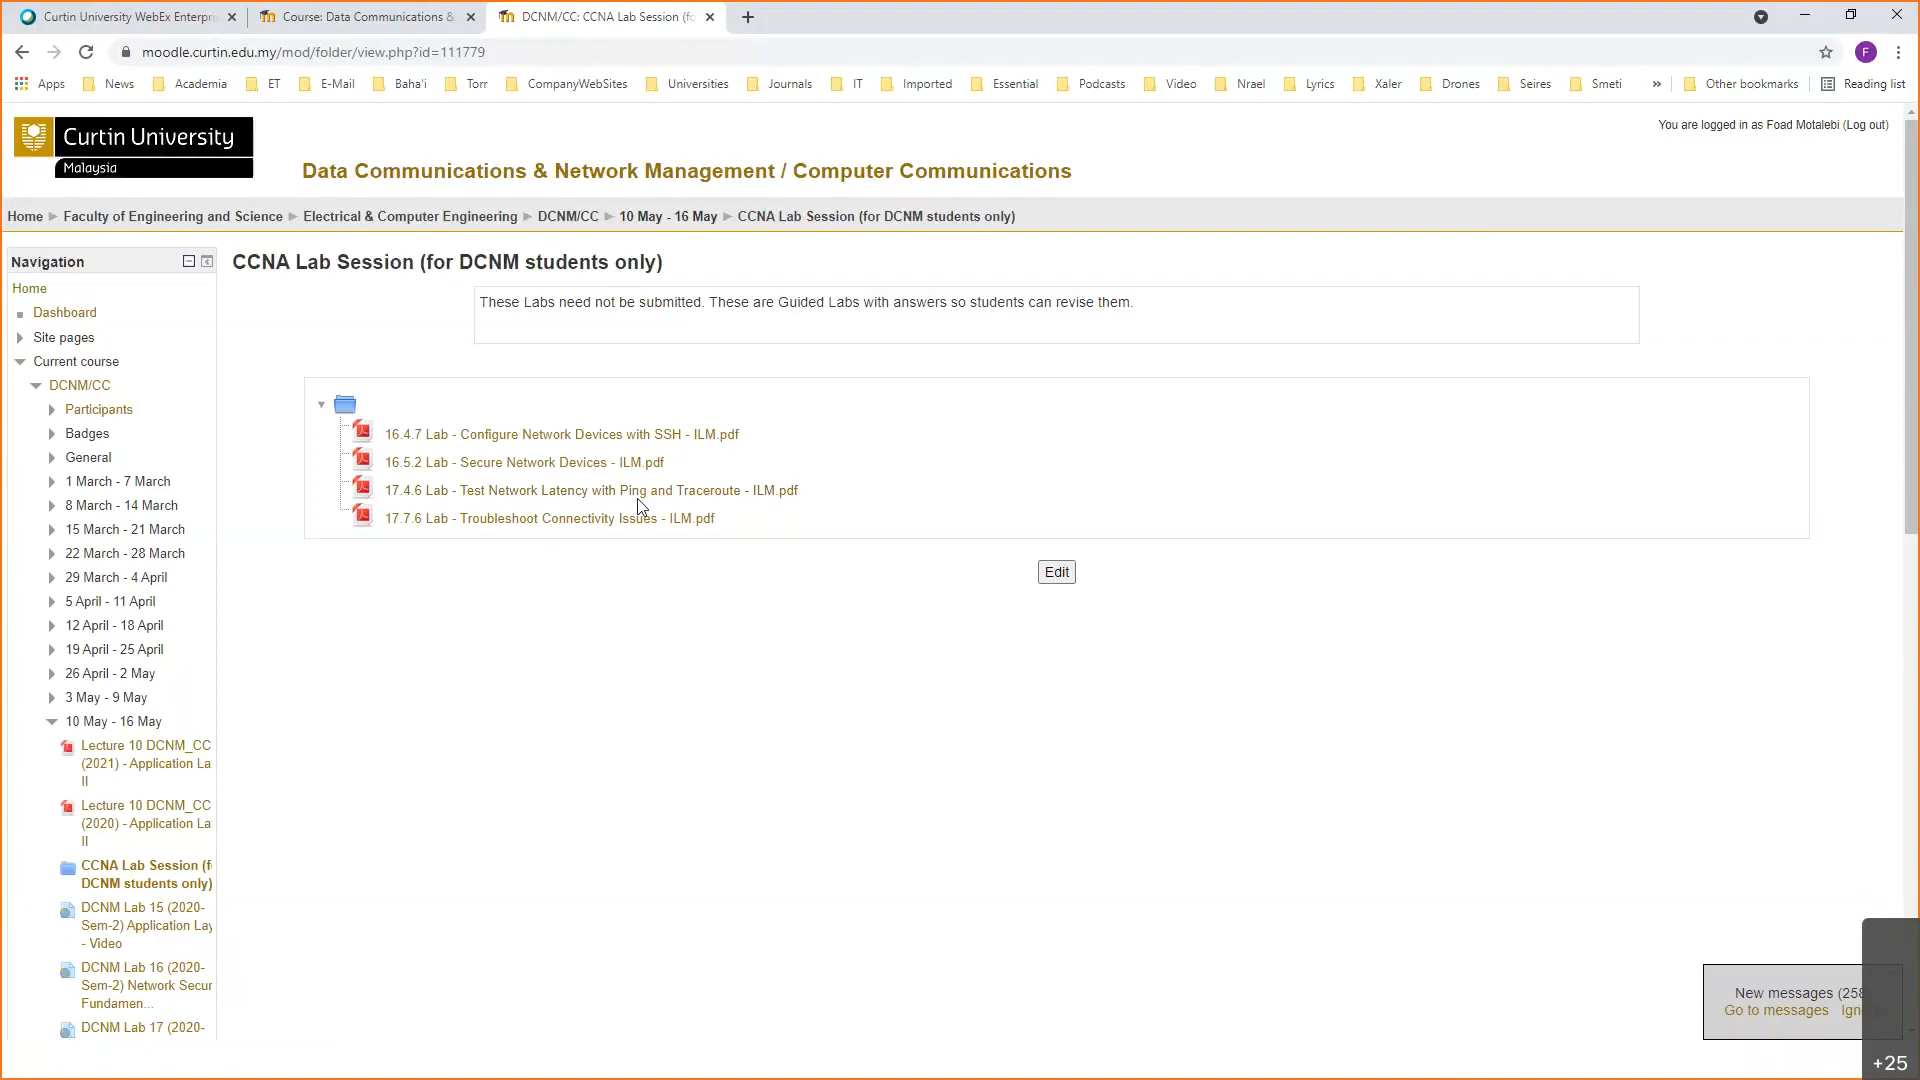 Curtin University WebEx Enterpri
Course: Data Communications &
DCNM/CC: CCNA Lab Session (fo
moodle.curtin.edu.my/mod/folder/view.php?id=111779
F
Apps News Academia ET E-Mail Baha'i Torr CompanyWebSites Universities Journals IT Imported Essential Podcasts Video Nrael Lyrics Xaler Drones Seires Smeti » Other bookmarks Reading list
Curtin University
Malaysia
You are logged in as Foad Motalebi (Log out)
Data Communications & Network Management / Computer Communications
Home ► Faculty of Engineering and Science ► Electrical & Computer Engineering ► DCNM/CC ► 10 May - 16 May ► CCNA Lab Session (for DCNM students only)
Navigation
Home
Dashboard
Site pages
Current course
DCNM/CC
Participants
Badges
General
1 March - 7 March
8 March - 14 March
15 March - 21 March
22 March - 28 March
29 March - 4 April
5 April - 11 April
12 April - 18 April
19 April - 25 April
26 April - 2 May
3 May - 9 May
10 May - 16 May
Lecture 10 DCNM_CC
(2021) - Application La
II
Lecture 10 DCNM_CC
(2020) - Application La
II
CCNA Lab Session (f
DCNM students only)
DCNM Lab 15 (2020-
Sem-2) Application Lay
- Video
DCNM Lab 16 (2020-
Sem-2) Network Secur
Fundamen...
DCNM Lab 17 (2020-
CCNA Lab Session (for DCNM students only)
These Labs need not be submitted. These are Guided Labs with answers so students can revise them.
16.4.7 Lab - Configure Network Devices with SSH - ILM.pdf
16.5.2 Lab - Secure Network Devices - ILM.pdf
17.4.6 Lab - Test Network Latency with Ping and Traceroute - ILM.pdf
17.7.6 Lab - Troubleshoot Connectivity Issues - ILM.pdf
Edit
New messages (258
Go to messages
+25